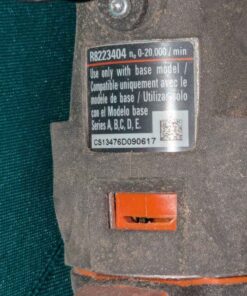 R8223404 n₀ 0-20,000 / min
Use only with base model /
Compatible uniquement avec le
modèle de base / Utilizar solo
con el Modelo base
Series A, B, C, D, E.
CS13476D090617